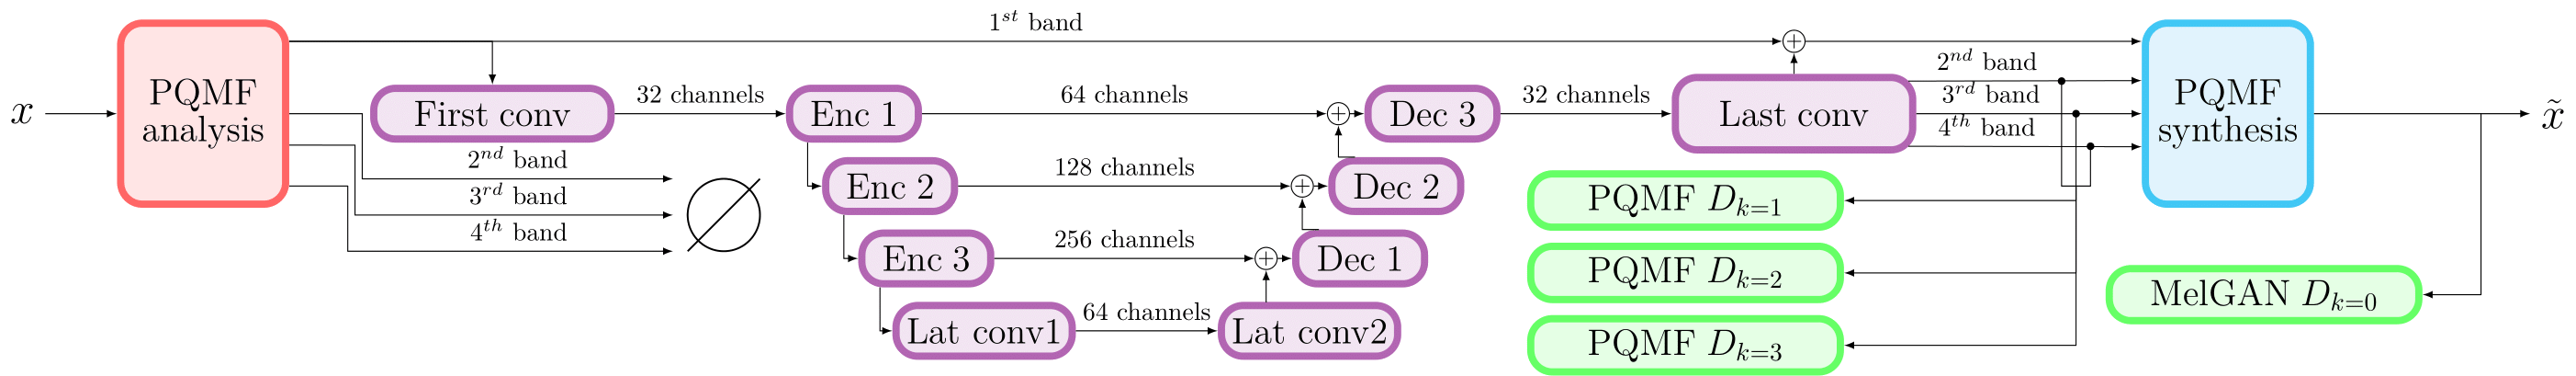 1^{st} band
x
PQMF
analysis
First conv
32 channels
Enc 1
64 channels
Dec 3
32 channels
Last conv
2^{nd} band
3^{rd} band
4^{th} band
PQMF
synthesis
\tilde{x}
2^{nd} band
3^{rd} band
4^{th} band
Enc 2
128 channels
Dec 2
Enc 3
256 channels
Dec 1
Lat conv1
64 channels
Lat conv2
PQMF D_{k=1}
PQMF D_{k=2}
PQMF D_{k=3}
MelGAN D_{k=0}